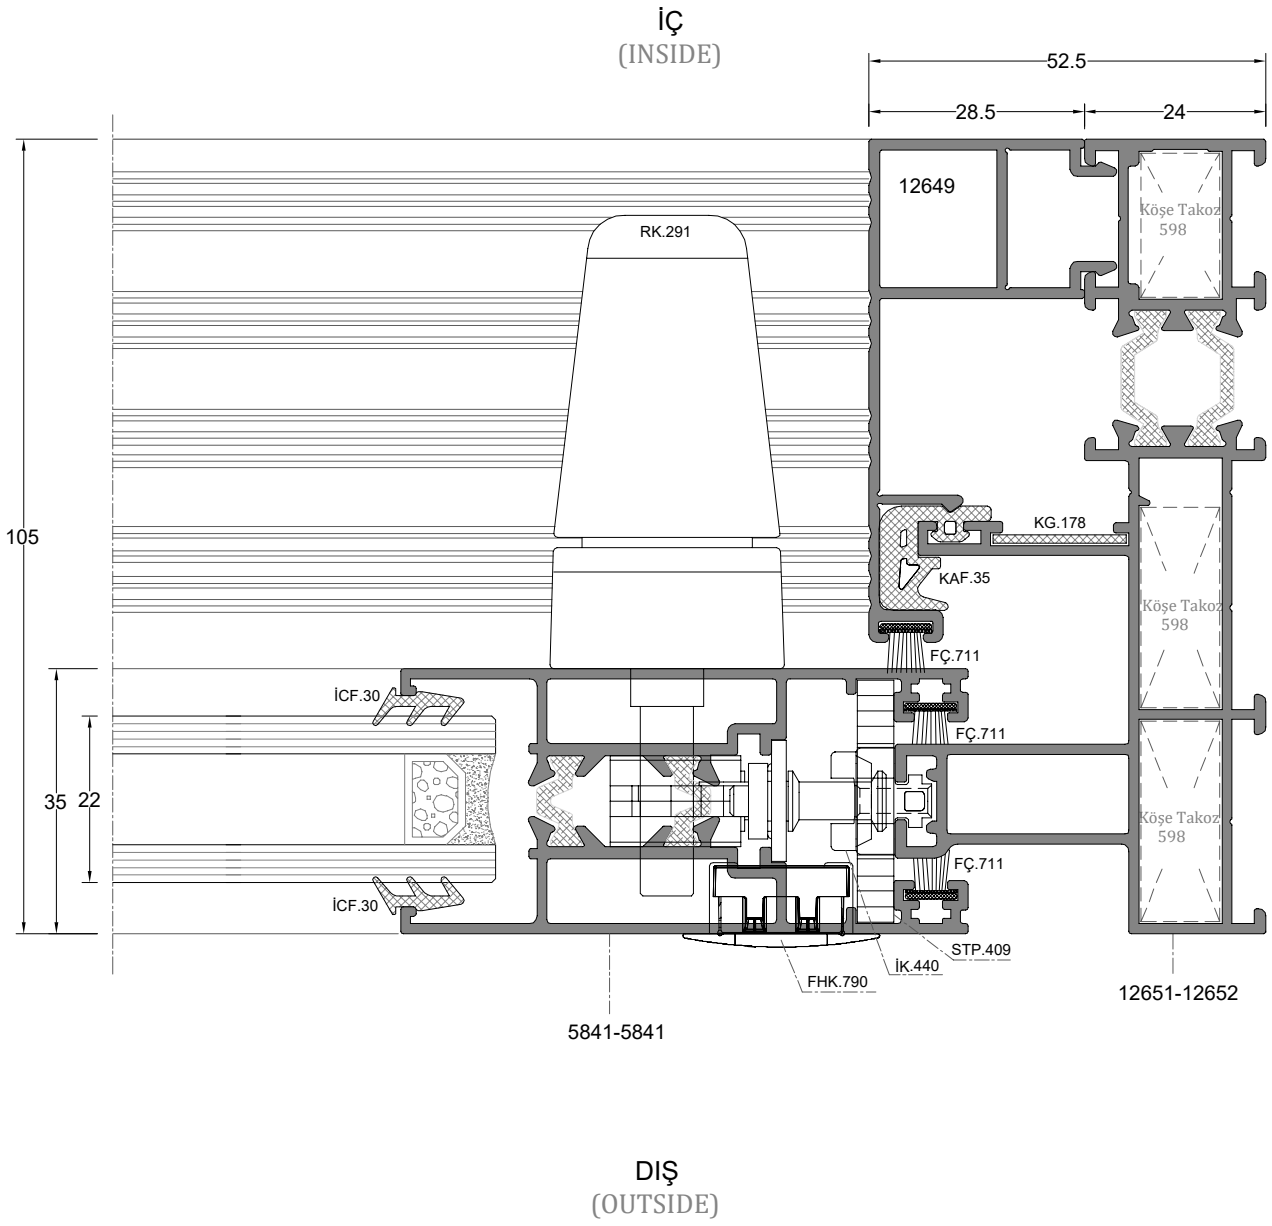 İÇ
(INSIDE)
52.5
28.5
24
12649
Köşe Takoz
598
RK.291
105
KG.178
KAF.35
Köşe Takoz
598
FÇ.711
İCF.30
FÇ.711
35
22
Köşe Takoz
598
FÇ.711
İCF.30
STP.409
İK.440
FHK.790
12651-12652
5841-5841
DIŞ
(OUTSIDE)